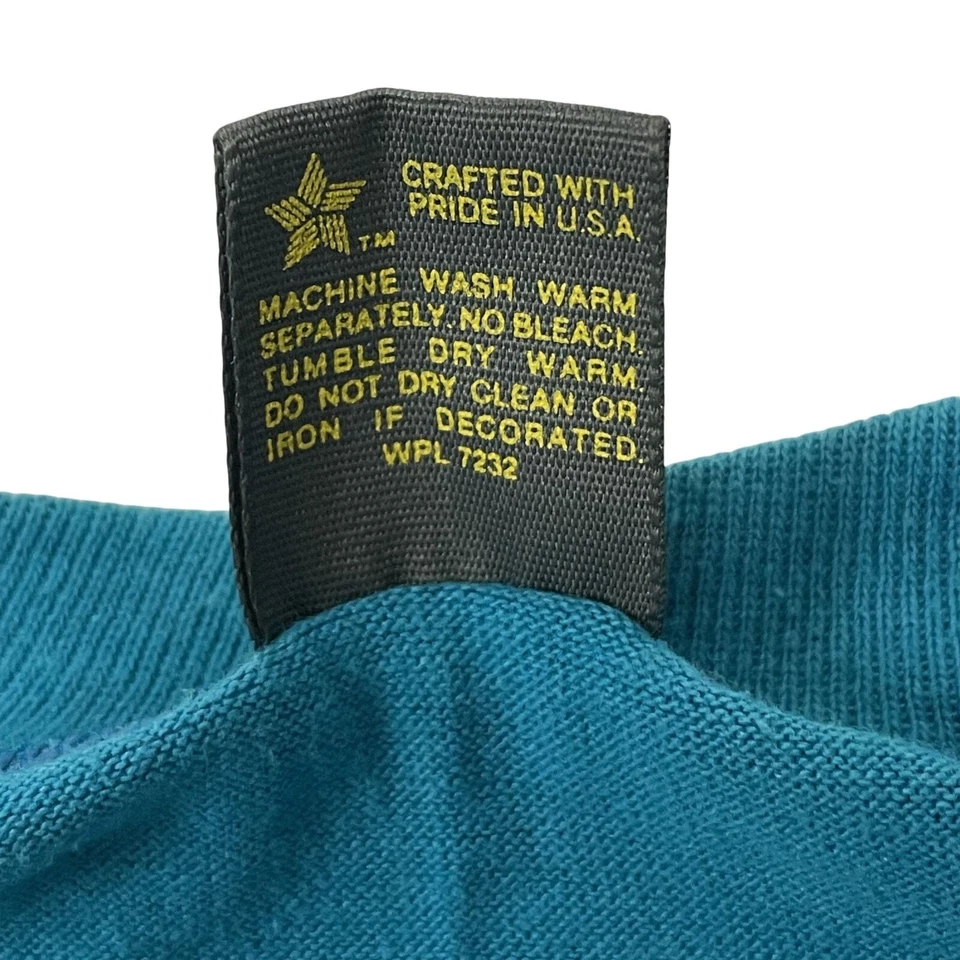 CRAFTED WITH
PRIDE IN U.S.A.
TM
MACHINE WASH WARM
SEPARATELY. NO BLEACH.
TUMBLE DRY WARM.
DO NOT DRY CLEAN OR
IRON IF DECORATED.
WPL 7232